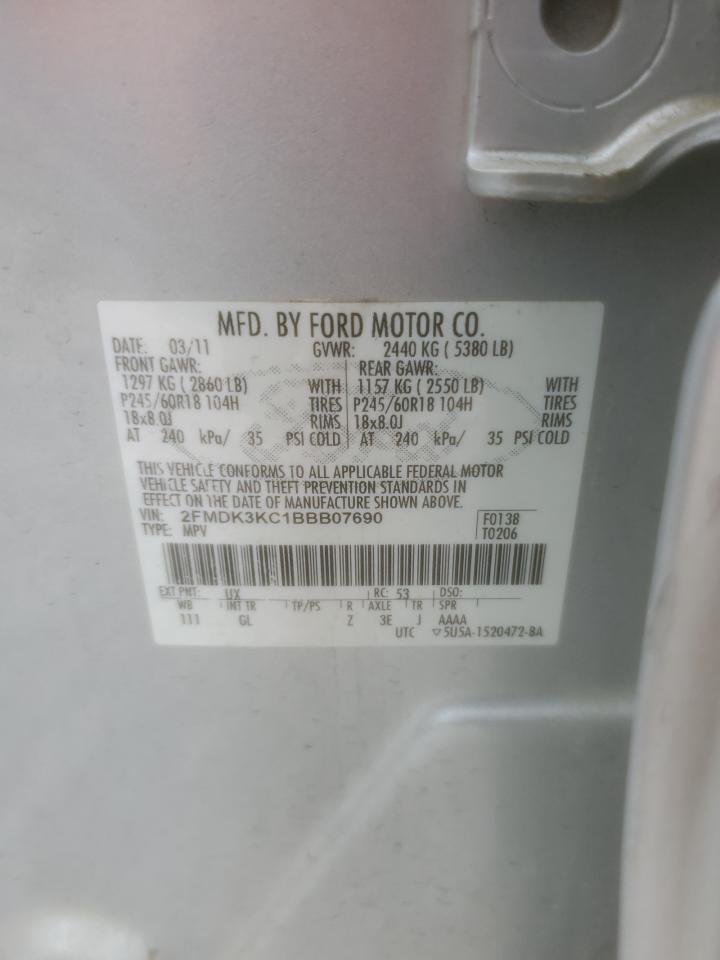 MFD. BY FORD MOTOR CO.
DATE: 03/11 GVWR: 2440 KG ( 5380 LB)
FRONT GAWR: REAR GAWR:
1297 KG ( 2860 LB) WITH 1157 KG ( 2550 LB) WITH
P245/60R18 104H TIRES P245/60R18 104H TIRES
18x8.0J RIMS 18x8.0J RIMS
AT 240 kPa/ 35 PSI COLD AT 240 kPa/ 35 PSI COLD
THIS VEHICLE CONFORMS TO ALL APPLICABLE FEDERAL MOTOR
VEHICLE SAFETY AND THEFT PREVENTION STANDARDS IN
EFFECT ON THE DATE OF MANUFACTURE SHOWN ABOVE.
VIN: 2FMDK3KC1BBB07690 F0138
TYPE: MPV T0206
EXT PNT: UX RC: 53 DSO:
WB INT TR TP/PS R AXLE TR SPR
111 GL Z 3E J AAAA
UTC ▽5U5A-1520472-BA